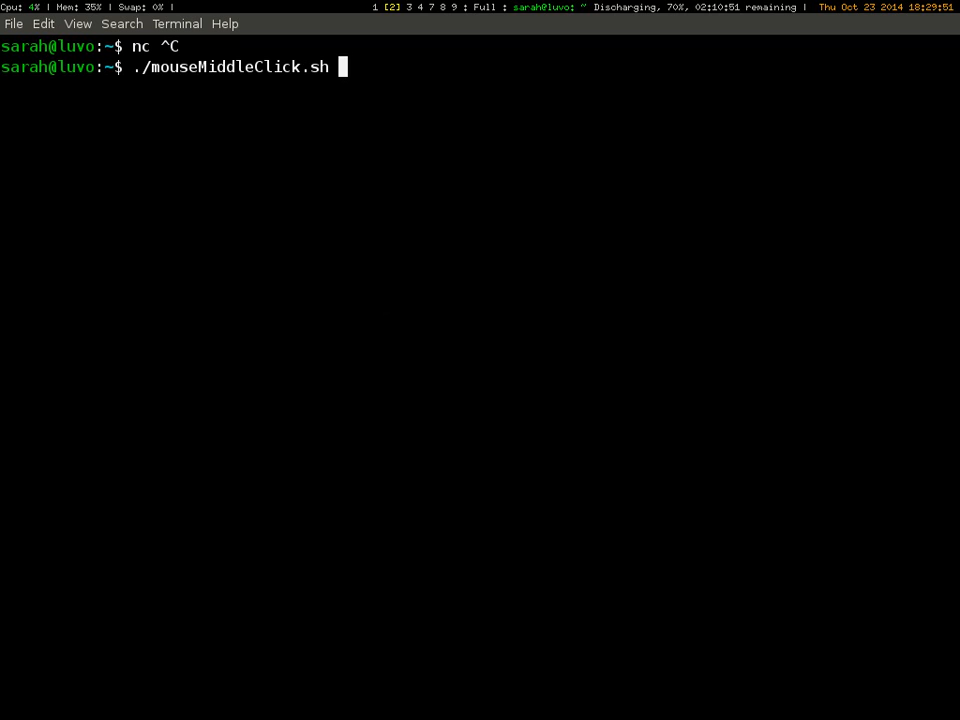 Cpu: 4% | Mem: 35% | Swap: 0% | 1 [2] 3 4 7 8 9 : Full : sarah@luvo: ~ Discharging, 70%, 02:10:51 remaining | Thu Oct 23 2014 18:29:51
File Edit View Search Terminal Help
sarah@luvo:~$ nc ^C
sarah@luvo:~$ ./mouseMiddleClick.sh